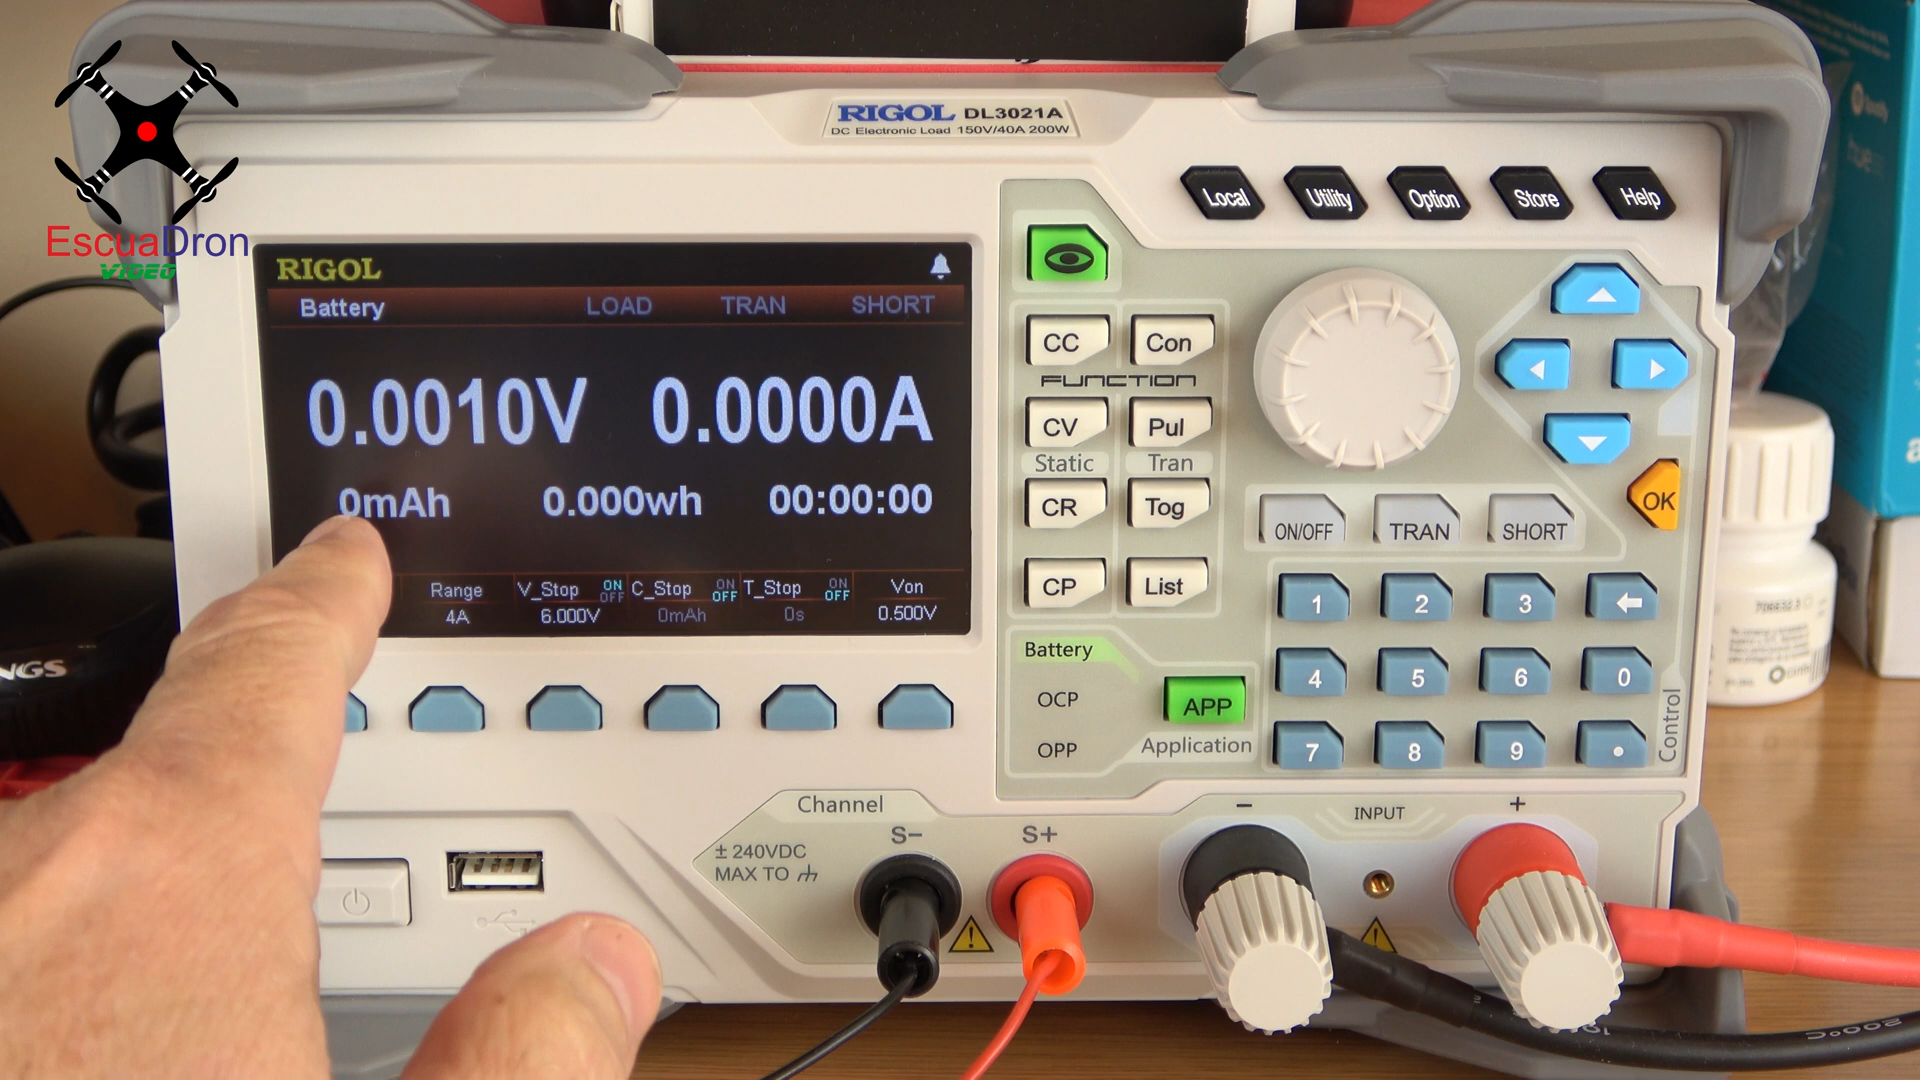 EscuaDron
VIDEO
RIGOL DL3021A
DC Electronic Load 150V/40A 200W
Local
Utility
Option
Store
Help
RIGOL
Battery LOAD TRAN SHORT
0.0010V 0.0000A
0mAh 0.000wh 00:00:00
Range V_Stop ON OFF C_Stop ON OFF T_Stop ON OFF Von
4A 6.000V 0mAh 0s 0.500V
CC Con
FUNCTION
CV Pul
Static Tran
CR Tog
CP List
OK
ON/OFF TRAN SHORT
1 2 3
4 5 6 0
7 8 9
Control
Battery
OCP
OPP
APP
Application
Channel
S− S+
± 240VDC
MAX TO
− INPUT +
NGS
Spotify
hue
200°C